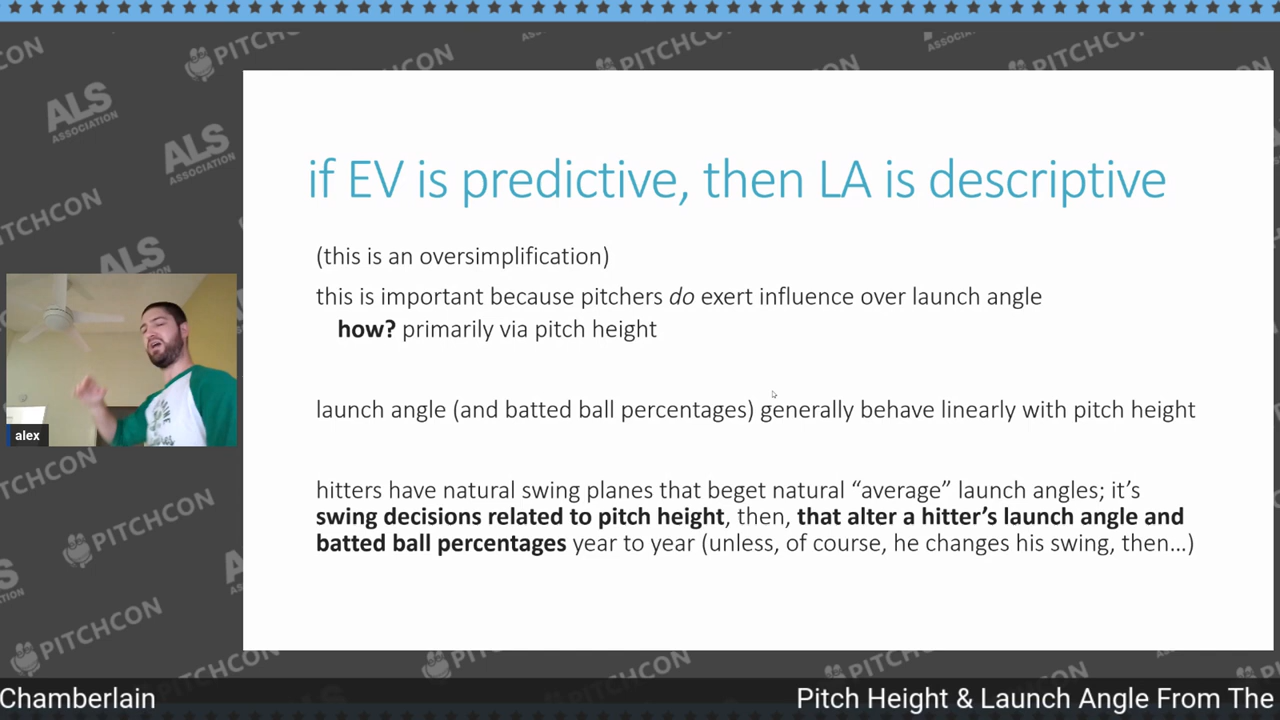 PITCHCON
ALS
ASSOCIATION
if EV is predictive, then LA is descriptive
(this is an oversimplification)
this is important because pitchers do exert influence over launch angle
how? primarily via pitch height
launch angle (and batted ball percentages) generally behave linearly with pitch height
hitters have natural swing planes that beget natural “average” launch angles; it’s
swing decisions related to pitch height, then, that alter a hitter’s launch angle and
batted ball percentages year to year (unless, of course, he changes his swing, then…)
alex
Chamberlain
Pitch Height & Launch Angle From The